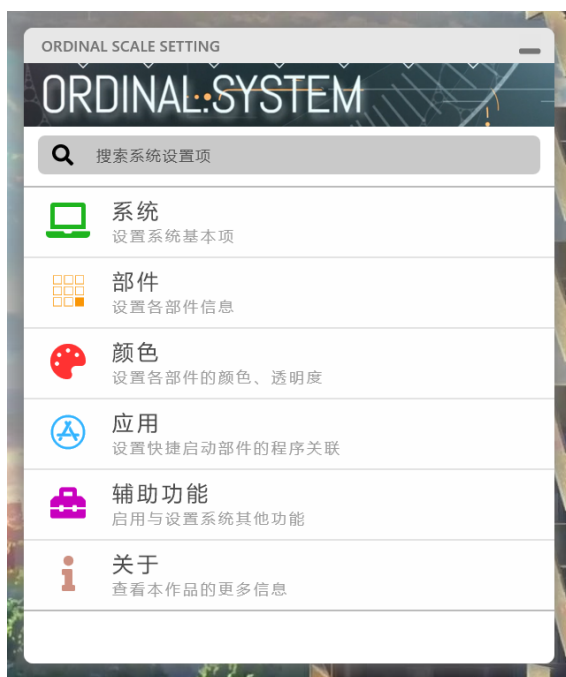 ORDINAL SCALE SETTING
ORDINAL:SYSTEM
搜索系统设置项
系统
设置系统基本项
部件
设置各部件信息
颜色
设置各部件的颜色、透明度
应用
设置快捷启动部件的程序关联
辅助功能
启用与设置系统其他功能
关于
查看本作品的更多信息